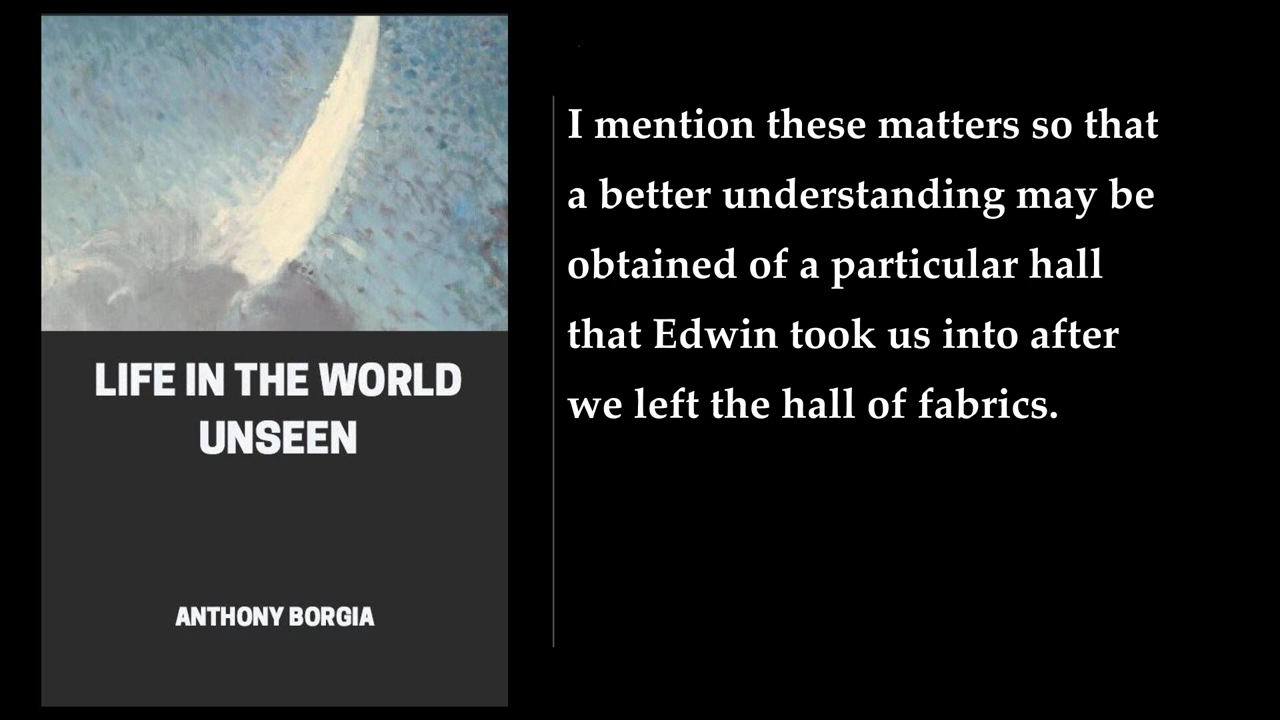 LIFE IN THE WORLD
UNSEEN
ANTHONY BORGIA
I mention these matters so that
a better understanding may be
obtained of a particular hall
that Edwin took us into after
we left the hall of fabrics.